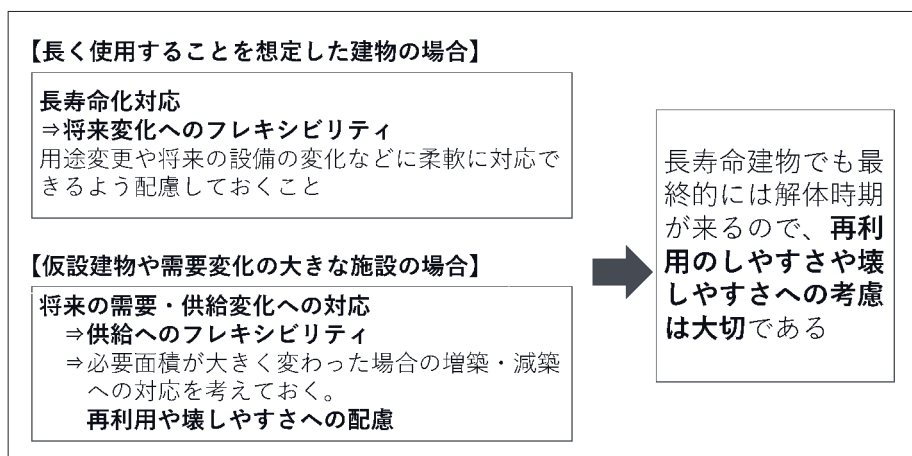 【長く使用することを想定した建物の場合】
長寿命化対応
⇒将来変化へのフレキシビリティ
用途変更や将来の設備の変化などに柔軟に対応で
きるよう配慮しておくこと
【仮設建物や需要変化の大きな施設の場合】
将来の需要・供給変化への対応
⇒供給へのフレキシビリティ
⇒必要面積が大きく変わった場合の増築・減築
への対応を考えておく。
再利用や壊しやすさへの配慮
長寿命建物でも最
終的には解体時期
が来るので、再利
用のしやすさや壊
しやすさへの考慮
は大切である